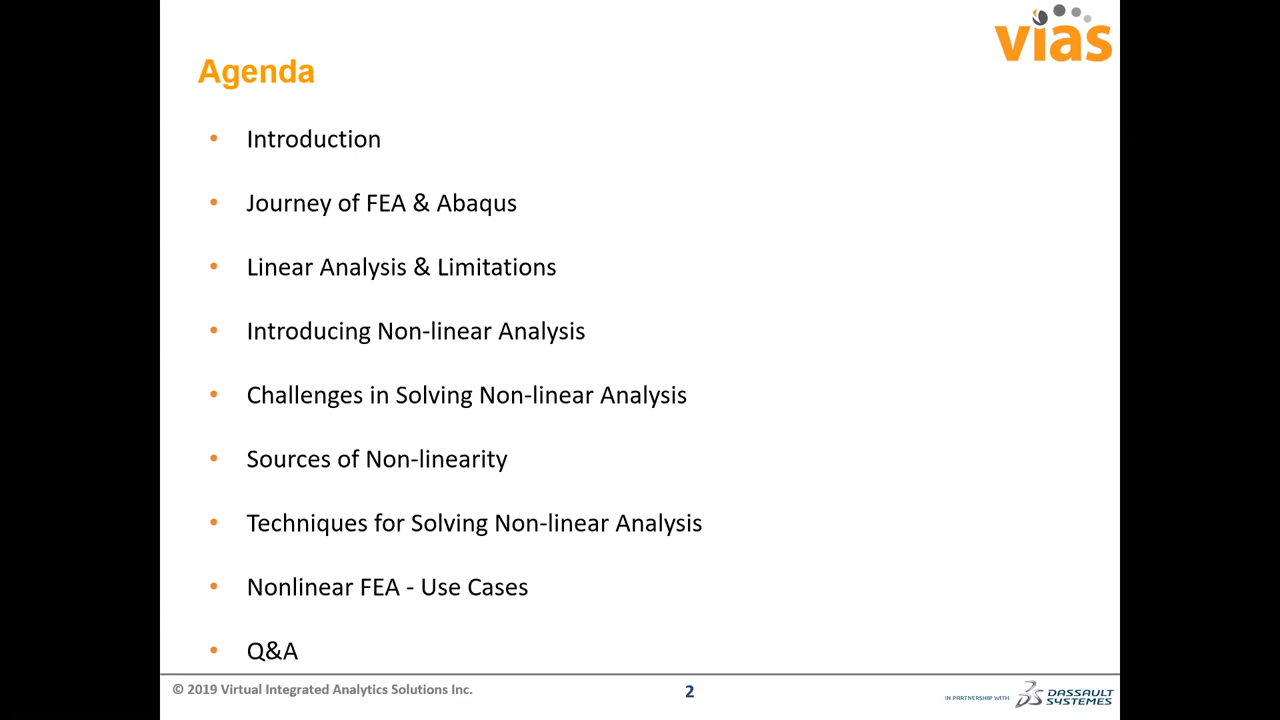 vias
Agenda
• Introduction
• Journey of FEA & Abaqus
• Linear Analysis & Limitations
• Introducing Non-linear Analysis
• Challenges in Solving Non-linear Analysis
• Sources of Non-linearity
• Techniques for Solving Non-linear Analysis
• Nonlinear FEA - Use Cases
• Q&A
© 2019 Virtual Integrated Analytics Solutions Inc.
2
IN PARTNERSHIP WITH
DASSAULT
SYSTEMES